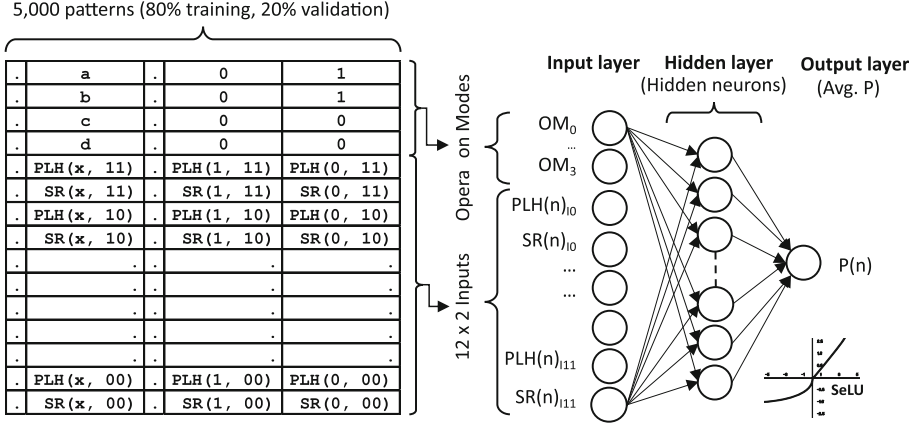 5,000 patterns (80% training, 20% validation)
. a . 0 1
. b . 0 1
. c . 0 0
. d . 0 0
. PLH(x, 11) . PLH(1, 11) PLH(0, 11)
. SR(x, 11) . SR(1, 11) SR(0, 11)
. PLH(x, 10) . PLH(1, 10) PLH(0, 10)
. SR(x, 10) . SR(1, 10) SR(0, 10)
. . . . .
. . . . .
. . . . .
. . . . .
. . . . .
. PLH(x, 00) . PLH(1, 00) PLH(0, 00)
. SR(x, 00) . SR(1, 00) SR(0, 00)
Opera on Modes
12 x 2 Inputs
Input layer
OM0
...
OM3
PLH(n)I0
SR(n)I0
...
...
PLH(n)I11
SR(n)I11
Hidden layer
(Hidden neurons)
Output layer
(Avg. P)
P(n)
SeLU